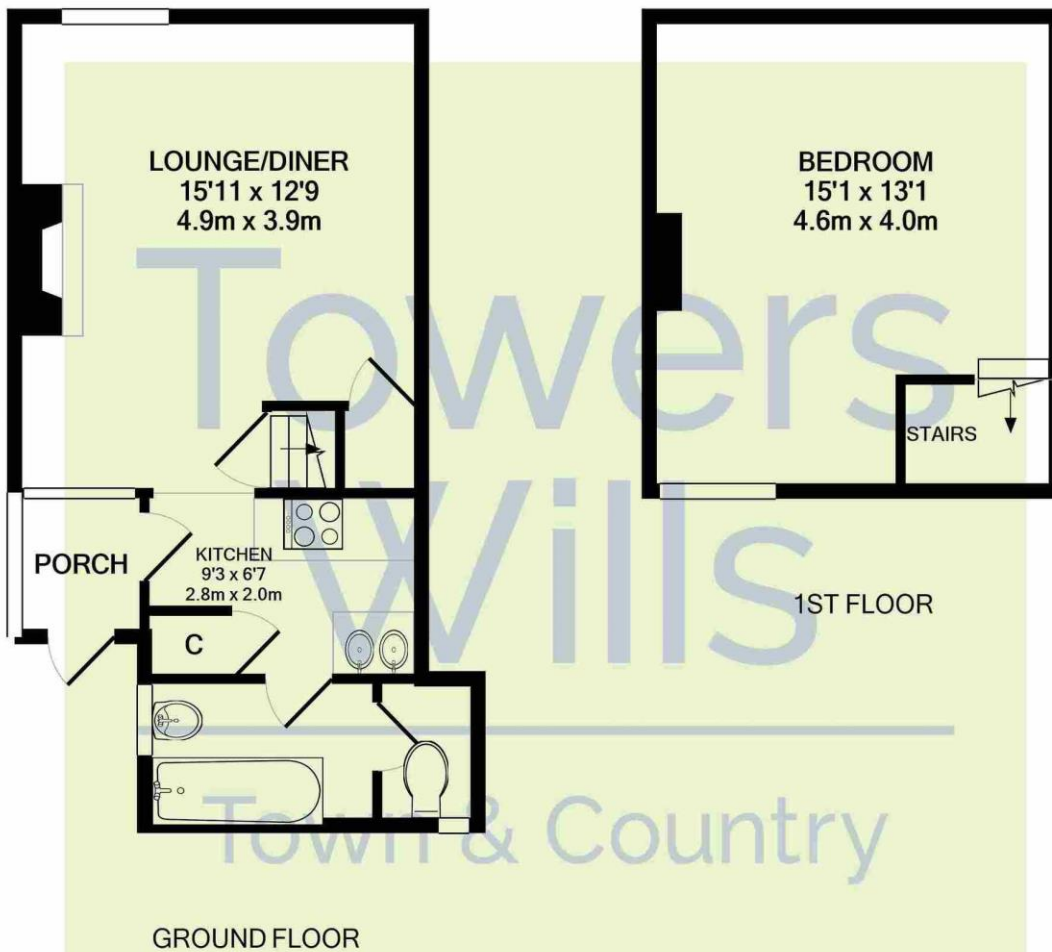 LOUNGE/DINER
15'11 x 12'9
4.9m x 3.9m
BEDROOM
15'1 x 13'1
4.6m x 4.0m
STAIRS
PORCH
KITCHEN
9'3 x 6'7
2.8m x 2.0m
C
1ST FLOOR
GROUND FLOOR
Towers
Wills
Town & Country